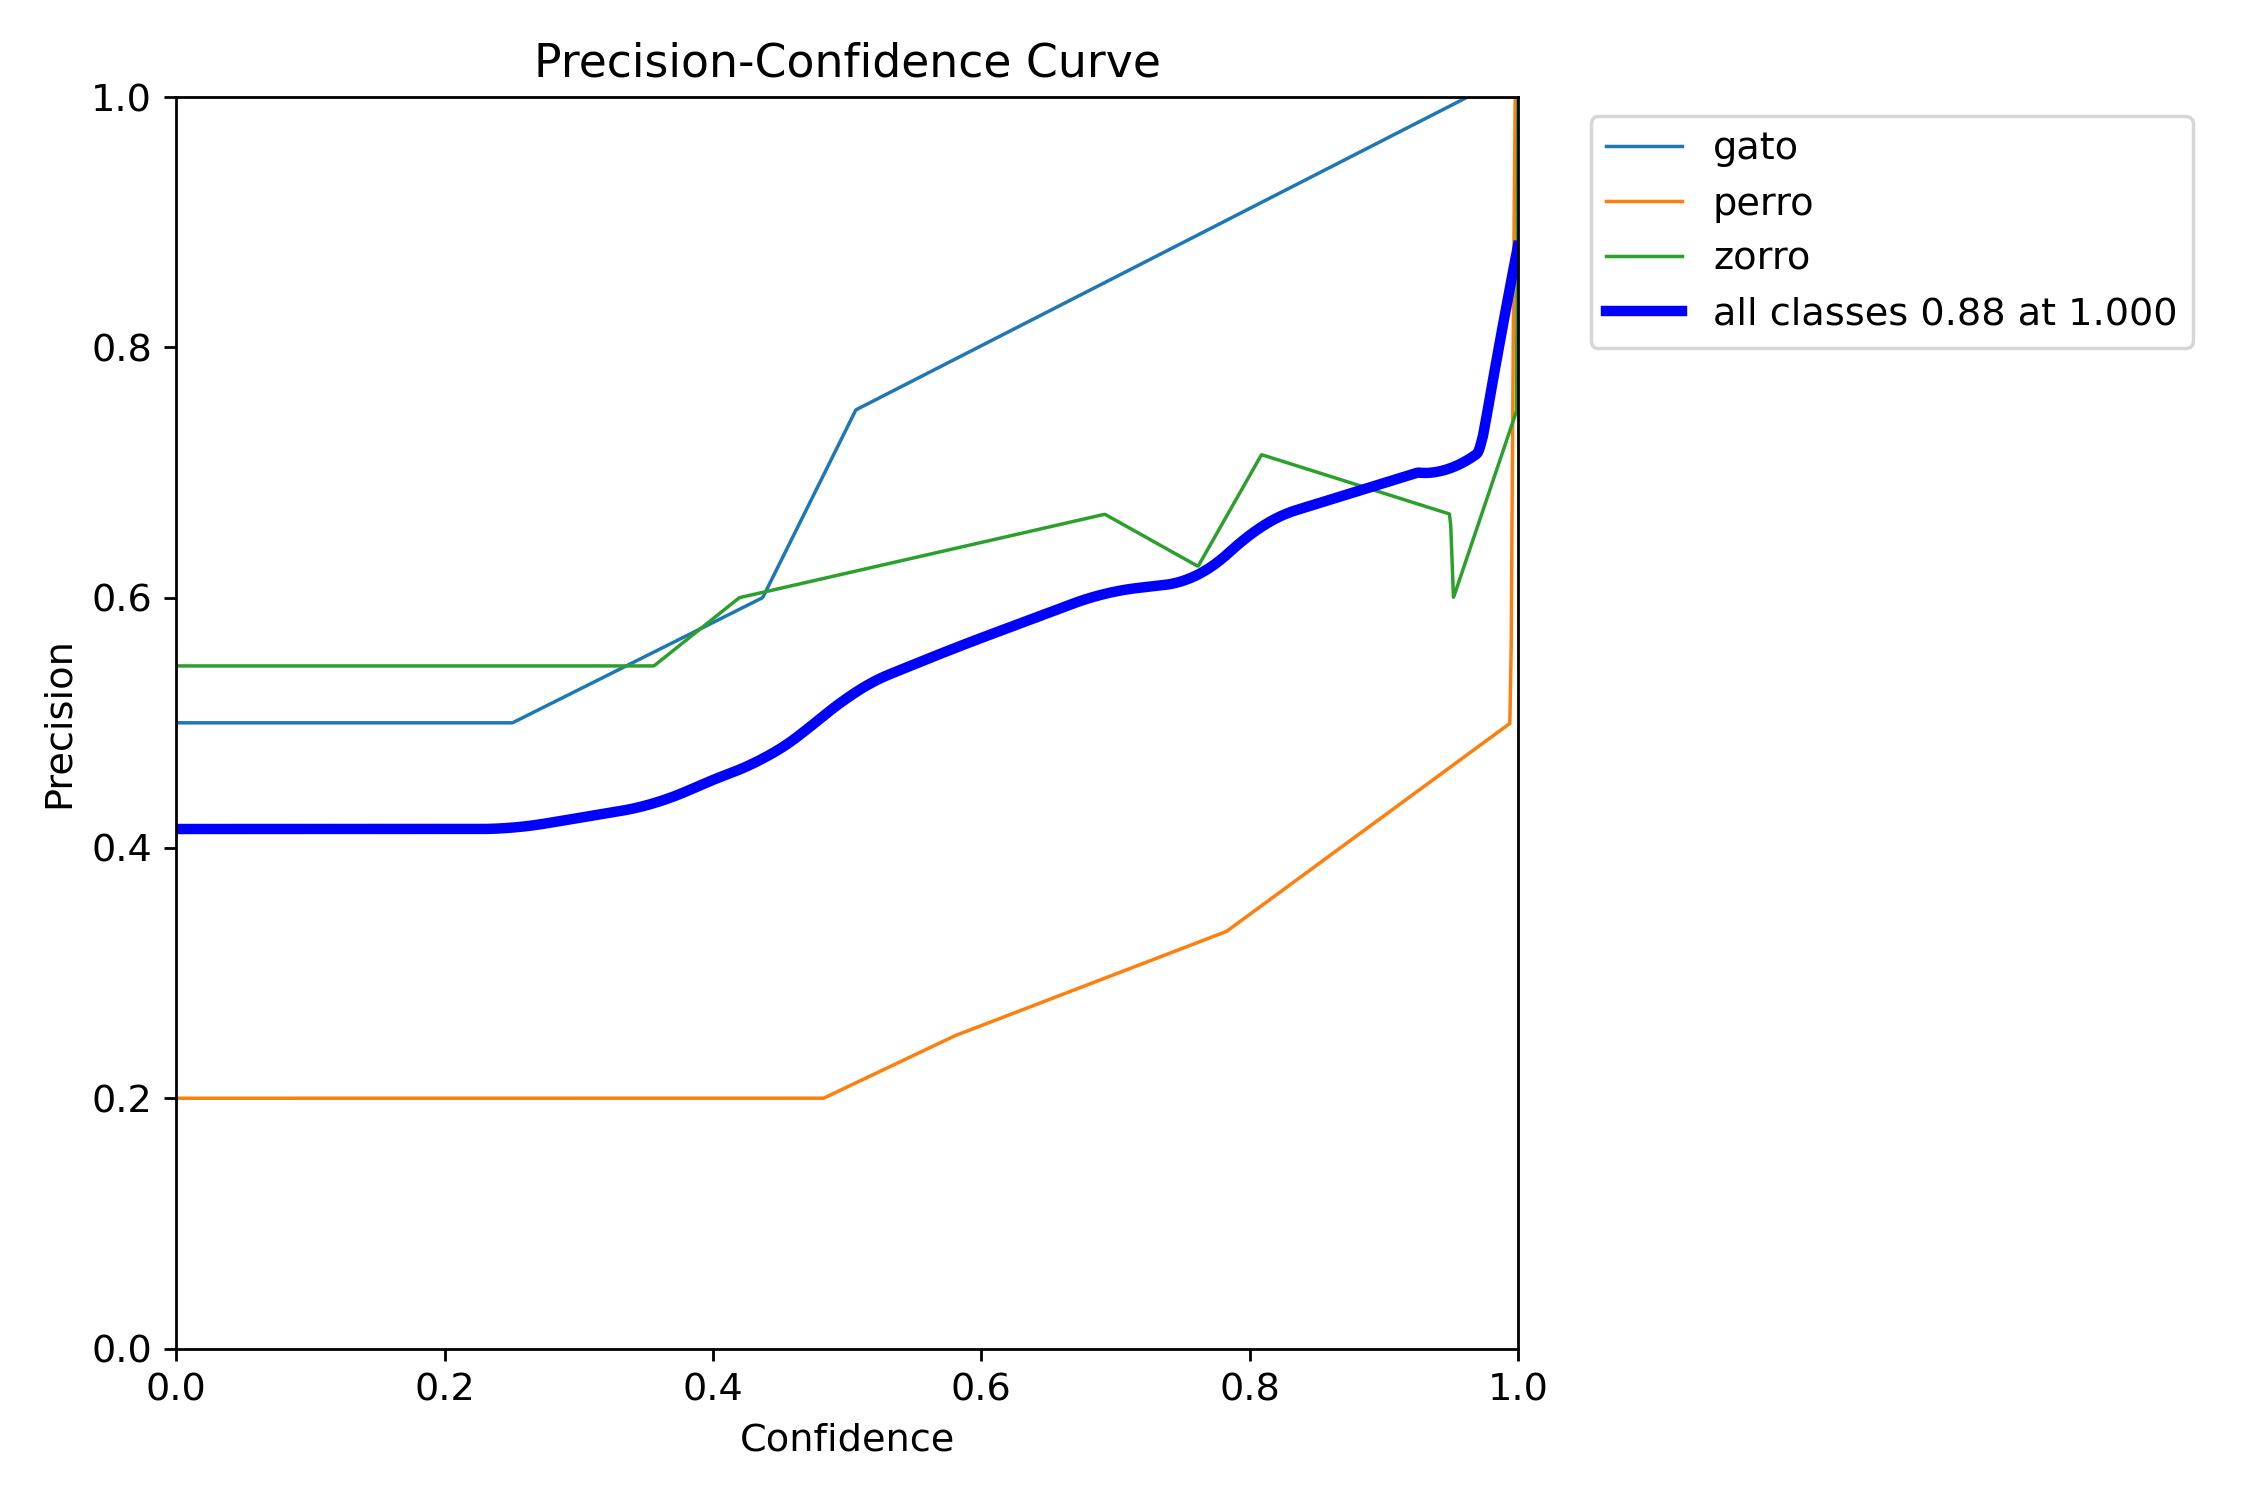 Precision-Confidence Curve
1.0
0.8
0.6
0.4
0.2
0.0
Precision
0.0 0.2 0.4 0.6 0.8 1.0
Confidence
gato
perro
zorro
all classes 0.88 at 1.000